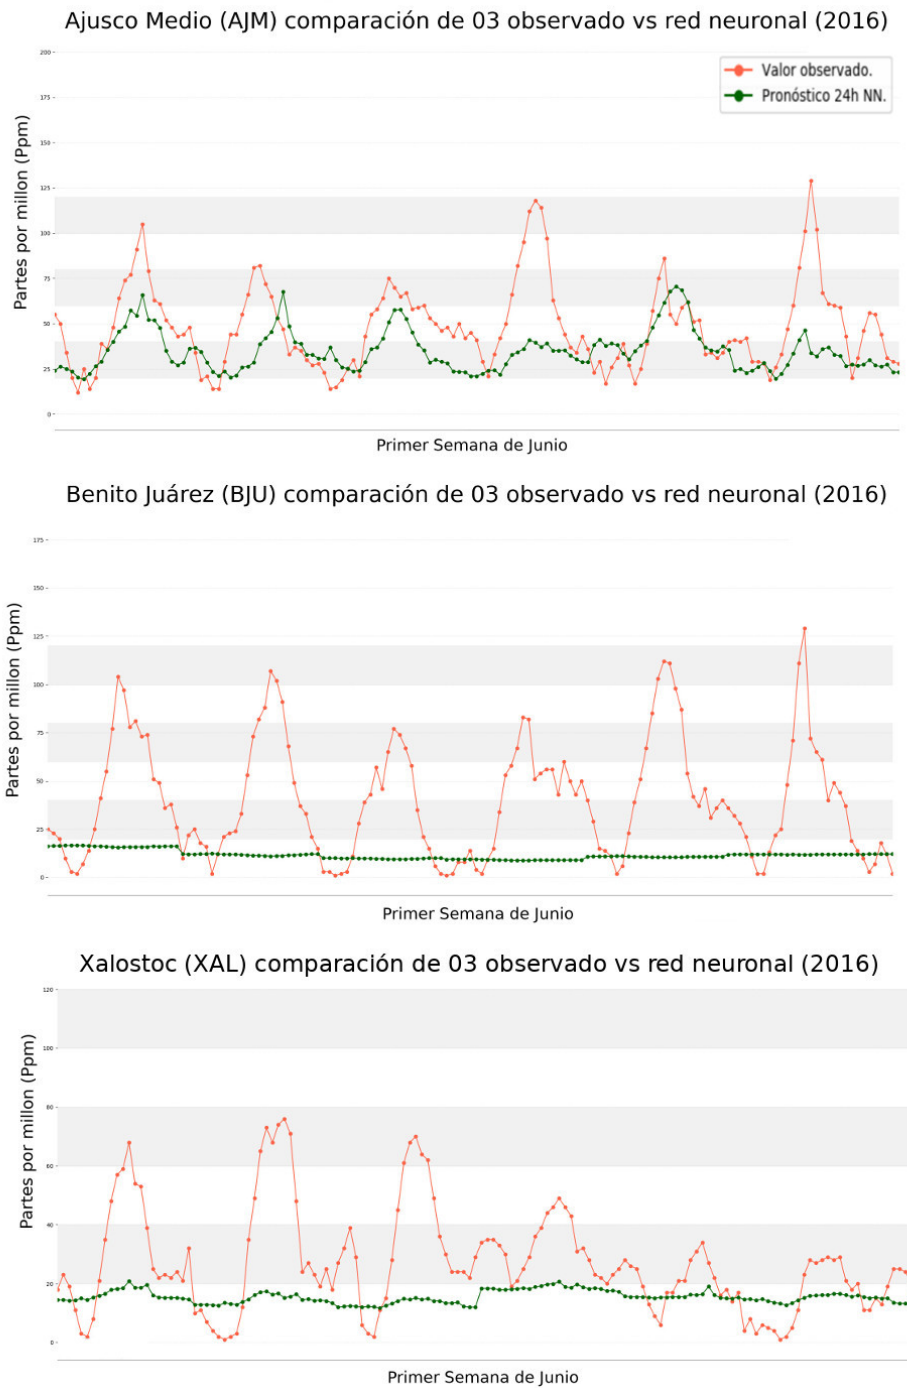 Ajusco Medio (AJM) comparación de 03 observado vs red neuronal (2016)
Partes por millon (Ppm)
200
175
150
125
100
75
50
25
0
Valor observado.
Pronóstico 24h NN.
Primer Semana de Junio
Benito Juárez (BJU) comparación de 03 observado vs red neuronal (2016)
Partes por millon (Ppm)
175
150
125
100
75
50
25
0
Primer Semana de Junio
Xalostoc (XAL) comparación de 03 observado vs red neuronal (2016)
Partes por millon (Ppm)
120
100
80
60
40
20
0
Primer Semana de Junio